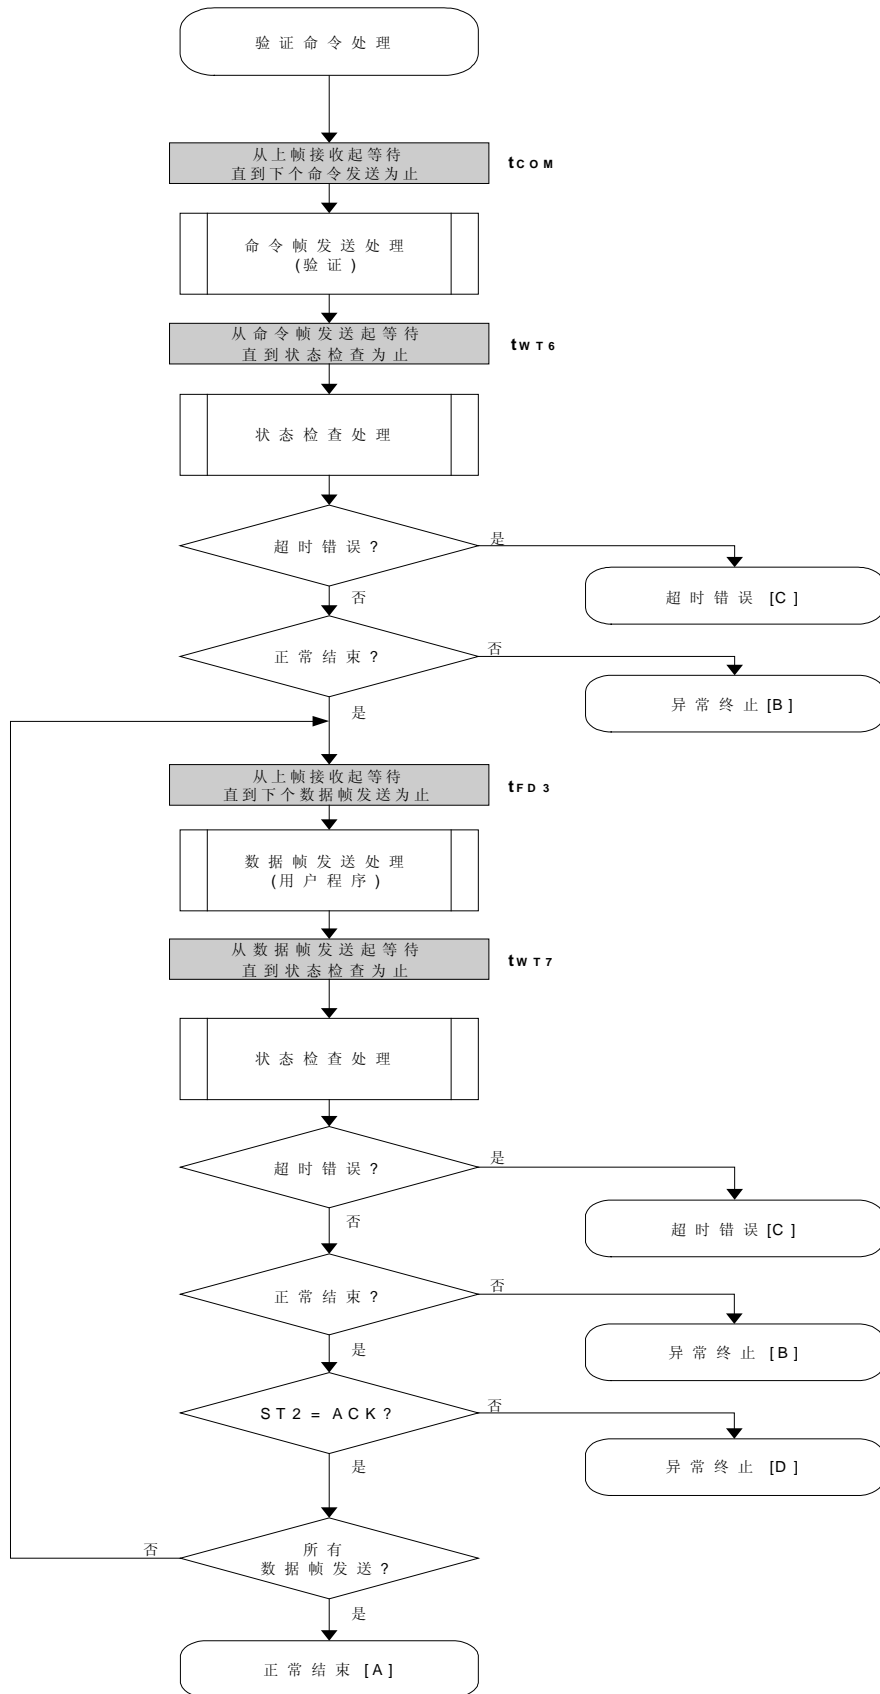 验证命令处理
从上帧接收起等待
直到下个命令发送为止
tCOM
命令帧发送处理
(验证)
从命令帧发送起等待
直到状态检查为止
tWT6
状态检查处理
超时错误?
是
超时错误 [C]
否
正常结束?
否
异常终止[B]
是
从上帧接收起等待
直到下个数据帧发送为止
tFD3
数据帧发送处理
(用户程序)
从数据帧发送起等待
直到状态检查为止
tWT7
状态检查处理
超时错误?
是
超时错误[C]
否
正常结束?
否
异常终止 [B]
是
ST2 = ACK?
否
异常终止 [D]
是
所有
数据帧发送?
否
是
正常结束 [A]